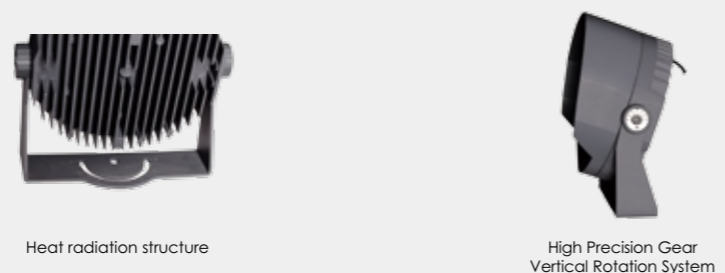 Heat radiation structure
High Precision Gear
Vertical Rotation System